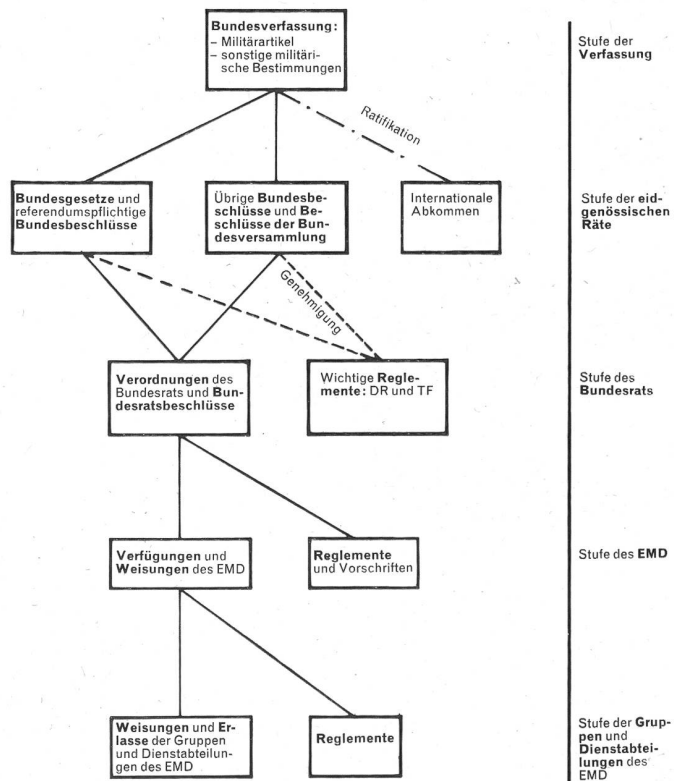 Bundesverfassung:
– Militärartikel
– sonstige militäri-
sche Bestimmungen
Stufe der
Verfassung
Ratifikation
Bundesgesetze und
referendumspflichtige
Bundesbeschlüsse
Übrige Bundesbe-
schlüsse und Be-
schlüsse der Bun-
desversammlung
Internationale
Abkommen
Stufe der eid-
genössischen
Räte
Genehmigung
Verordnungen des
Bundesrats und Bun-
desratsbeschlüsse
Wichtige Regle-
mente: DR und TF
Stufe des
Bundesrats
Verfügungen und
Weisungen des EMD
Reglemente
und Vorschriften
Stufe des EMD
Weisungen und Er-
lasse der Gruppen
und Dienstabteilun-
gen des EMD
Reglemente
Stufe der Grup-
pen und
Dienstabtei-
lungen des
EMD